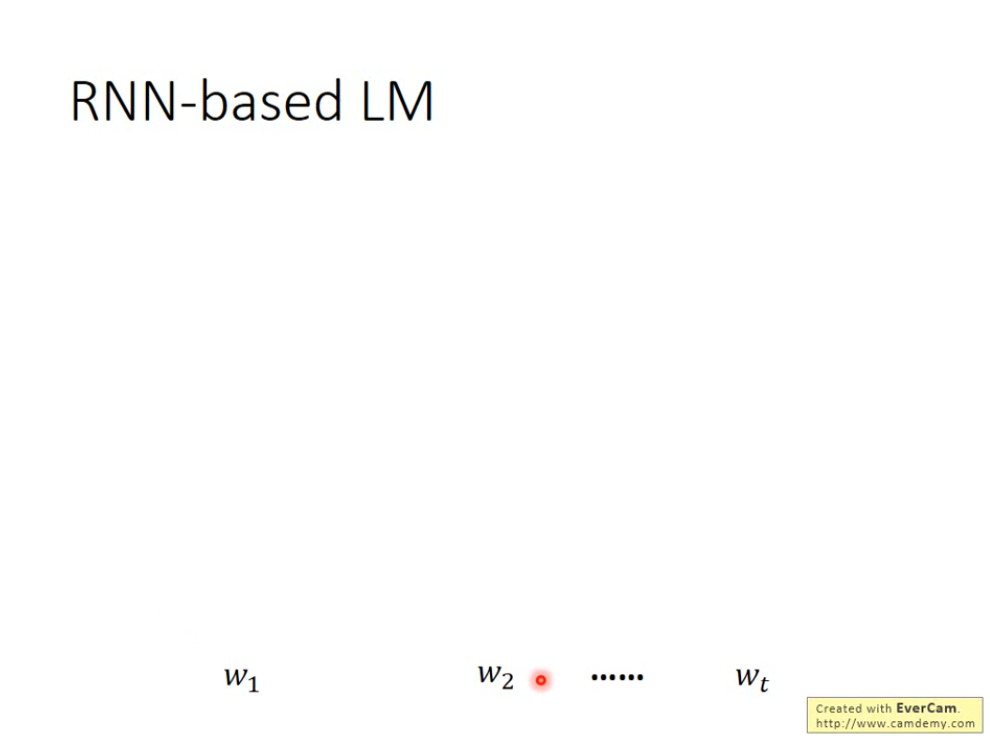 RNN-based LM
w₁ w₂ ...... wₜ
Created with EverCam.
http://www.camdemy.com